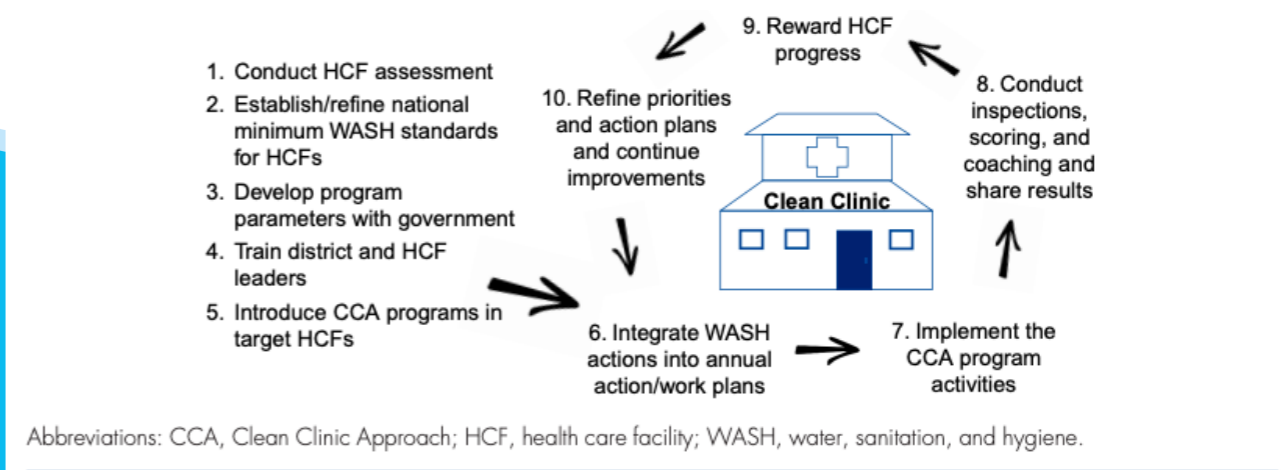 1. Conduct HCF assessment
2. Establish/refine national
minimum WASH standards
for HCFs
3. Develop program
parameters with government
4. Train district and HCF
leaders
5. Introduce CCA programs in
target HCFs
6. Integrate WASH
actions into annual
action/work plans
7. Implement the
CCA program
activities
8. Conduct
inspections,
scoring, and
coaching and
share results
9. Reward HCF
progress
10. Refine priorities
and action plans
and continue
improvements
Clean Clinic
Abbreviations: CCA, Clean Clinic Approach; HCF, health care facility; WASH, water, sanitation, and hygiene.